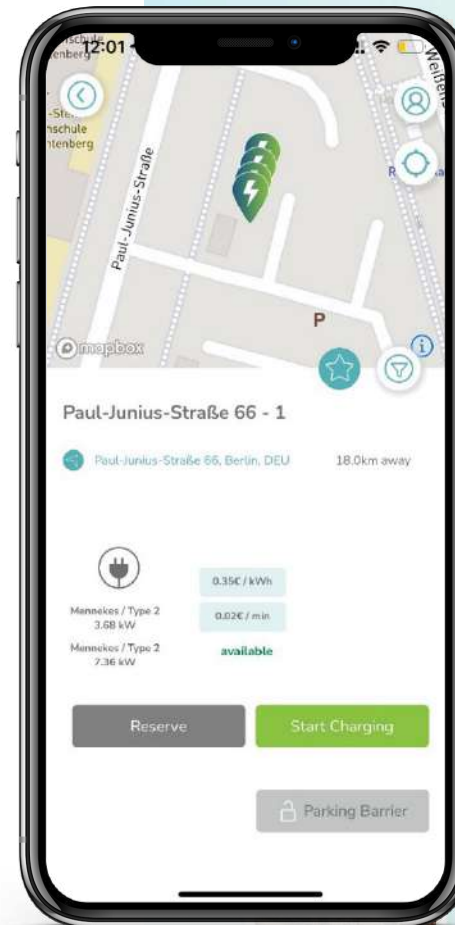 12:01
Paul-Junius-Straße
P
mapbox
Paul-Junius-Straße 66 - 1
Paul-Junius-Straße 66, Berlin, DEU
18.0km away
0.35€ / kWh
Mennekes / Type 2
3.68 kW
0.02€ / min
Mennekes / Type 2
7.36 kW
available
Reserve
Start Charging
Parking Barrier